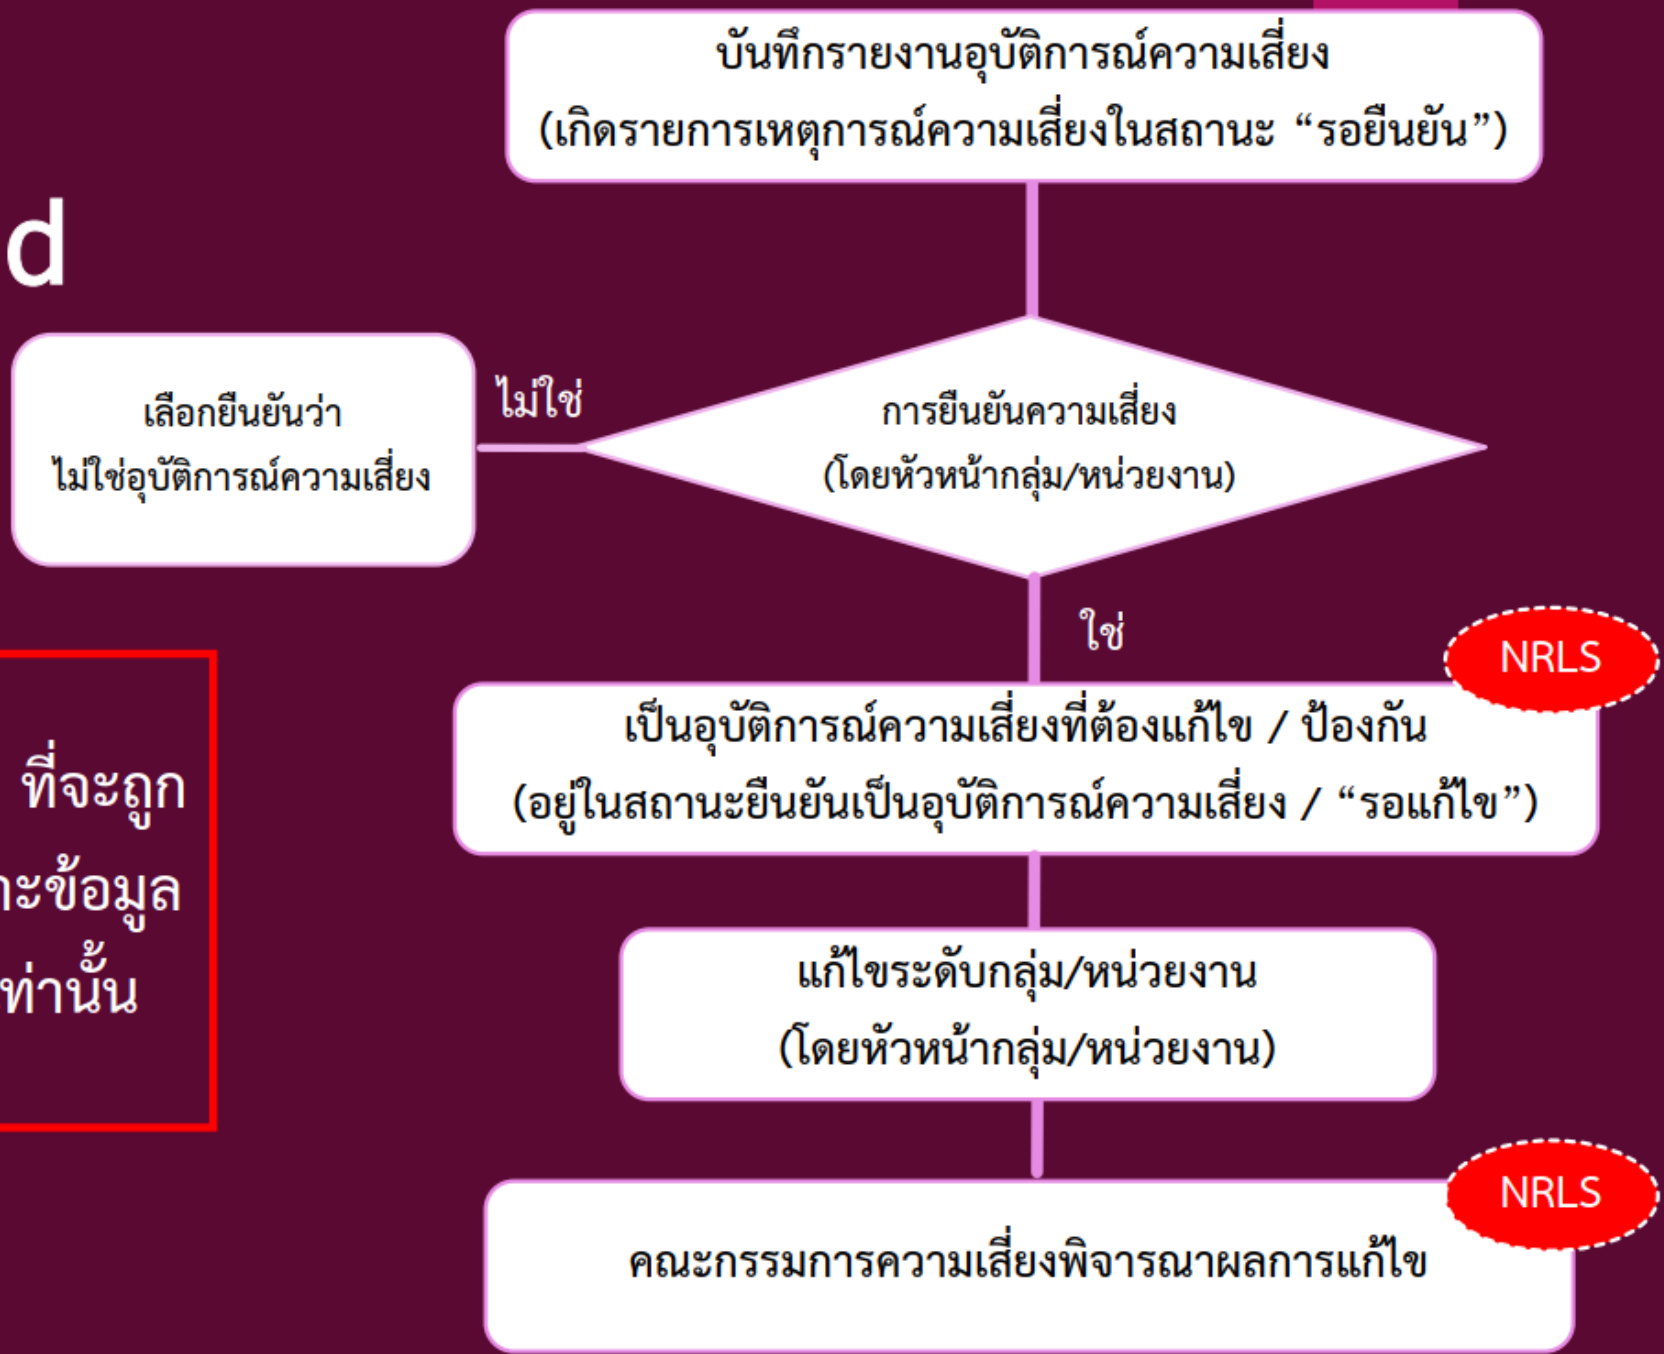 บันทึกรายงานอุบัติการณ์ความเสี่ยง
(เกิดรายการเหตุการณ์ความเสี่ยงในสถานะ “รอยืนยัน”)
d
เลือกยืนยันว่า
ไม่ใช่อุบัติการณ์ความเสี่ยง
ไม่ใช่
การยืนยันความเสี่ยง
(โดยหัวหน้ากลุ่ม/หน่วยงาน)
ใช่
NRLS
เป็นอุบัติการณ์ความเสี่ยงที่ต้องแก้ไข / ป้องกัน
(อยู่ในสถานะยืนยันเป็นอุบัติการณ์ความเสี่ยง / “รอแก้ไข”)
ที่จะถูก
าะข้อมูล
ท่านั้น
แก้ไขระดับกลุ่ม/หน่วยงาน
(โดยหัวหน้ากลุ่ม/หน่วยงาน)
NRLS
คณะกรรมการความเสี่ยงพิจารณาผลการแก้ไข